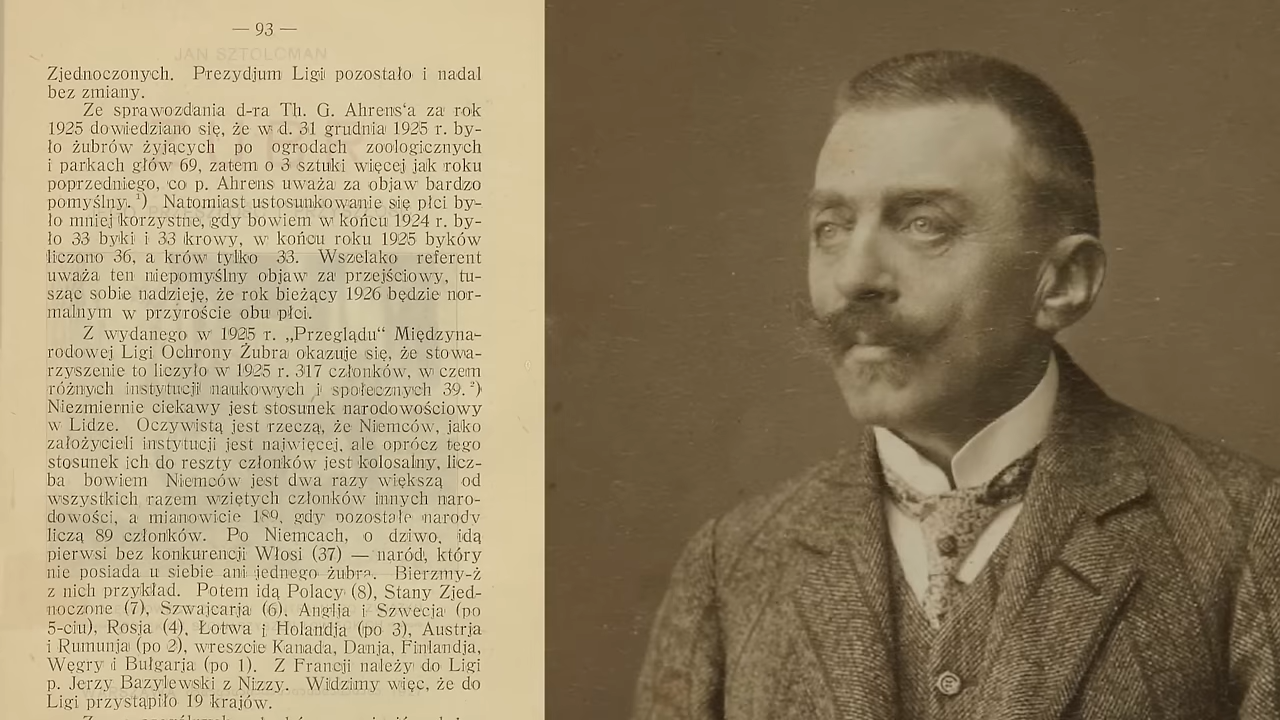 — 93 —
JAN SZTOLCMAN
Zjednoczonych. Prezydjum Ligi pozostało i nadal
bez zmiany.
Ze sprawozdania d-ra Th. G. Ahrens‘a za rok
1925 dowiedziano się, że w d. 31 grudnia 1925 r. by-
ło żubrów żyjących po ogrodach zoologicznych
i parkach głów 69, zatem o 3 sztuki więcej jak roku
poprzedniego, co p. Ahrens uważa za objaw bardzo
pomyślny. ¹) Natomiast ustosunkowanie się płci by-
ło mniej korzystne, gdy bowiem w końcu 1924 r. by-
ło 33 byki i 33 krowy, w końcu roku 1925 byków
liczono 36, a krów tylko 33. Wszelako referent
uważa ten niepomyślny objaw za przejściowy, tu-
sząc sobie nadzieję, że rok bieżący 1926 będzie nor-
malnym w przyroście obu płci.
Z wydanego w 1925 r. „Przeglądu“ Międzyna-
rodowej Ligi Ochrony Żubra okazuje się, że stowa-
rzyszenie to liczyło w 1925 r. 317 członków, w czem
różnych instytucji naukowych i społecznych 39. ²)
Niezmiernie ciekawy jest stosunek narodowościowy
w Lidze. Oczywistą jest rzeczą, że Niemców, jako
założycieli instytucji jest najwięcej, ale oprócz tego
stosunek ich do reszty członków jest kolosalny, licz-
ba bowiem Niemców jest dwa razy większą od
wszystkich razem wziętych członków innych naro-
dowości, a mianowicie 189, gdy pozostałe narody
liczą 89 członków. Po Niemcach, o dziwo, idą
pierwsi bez konkurencji Włosi (37) — naród, który
nie posiada u siebie ani jednego żubra. Bierzmy-ż
z nich przykład. Potem idą Polacy (8), Stany Zjed-
noczone (7), Szwajcarja (6), Anglja i Szwecja (po
5-ciu), Rosja (4), Łotwa i Holandja (po 3), Austrja
i Rumunja (po 2), wreszcie Kanada, Danja, Finlandja,
Węgry i Bułgaria (po 1). Z Francji należy do Ligi
p. Jerzy Bazylewski z Nizzy. Widzimy więc, że do
Ligi przystąpiło 19 krajów.